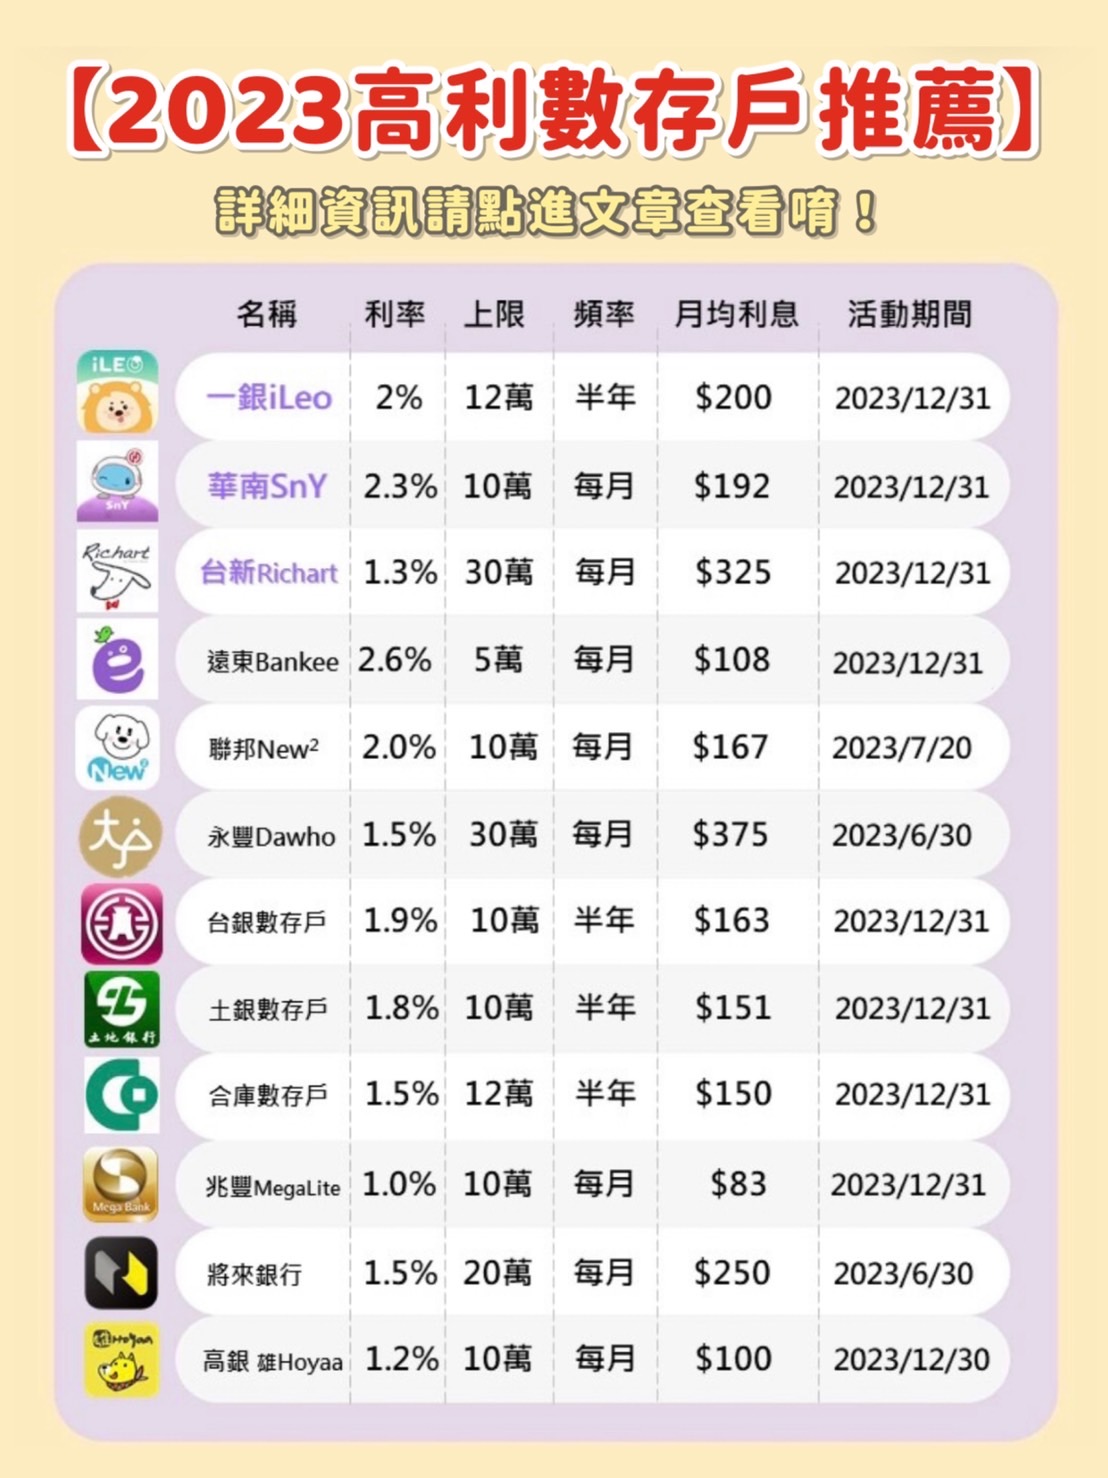 【2023高利數存戶推薦】
詳細資訊請點進文章查看唷！
名稱 利率 上限 頻率 月均利息 活動期間
iLEO 一銀iLeo 2% 12萬 半年 $200 2023/12/31
SnY 華南SnY 2.3% 10萬 每月 $192 2023/12/31
Richart 台新Richart 1.3% 30萬 每月 $325 2023/12/31
e 遠東Bankee 2.6% 5萬 每月 $108 2023/12/31
New² 聯邦New² 2.0% 10萬 每月 $167 2023/7/20
大戶 永豐Dawho 1.5% 30萬 每月 $375 2023/6/30
台銀數存戶 1.9% 10萬 半年 $163 2023/12/31
土地銀行 土銀數存戶 1.8% 10萬 半年 $151 2023/12/31
合庫數存戶 1.5% 12萬 半年 $150 2023/12/31
Mega Bank 兆豐MegaLite 1.0% 10萬 每月 $83 2023/12/31
將來銀行 1.5% 20萬 每月 $250 2023/6/30
雄Hoyaa 高銀 雄Hoyaa 1.2% 10萬 每月 $100 2023/12/30